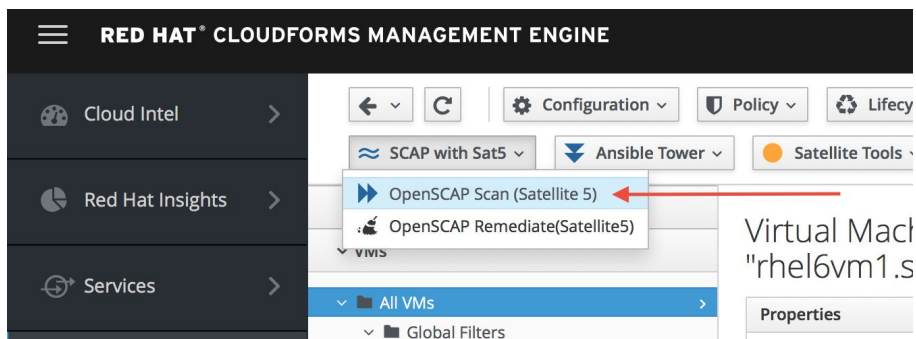 RED HAT® CLOUDFORMS MANAGEMENT ENGINE
Cloud Intel
Configuration
Policy
SCAP with Sat5
Ansible Tower
Satellite Tools
Red Hat Insights
OpenSCAP Scan (Satellite 5)
OpenSCAP Remediate(Satellite5)
VMs
Services
All VMs
Global Filters
Virtual
"rhel6vm1.s
Properties